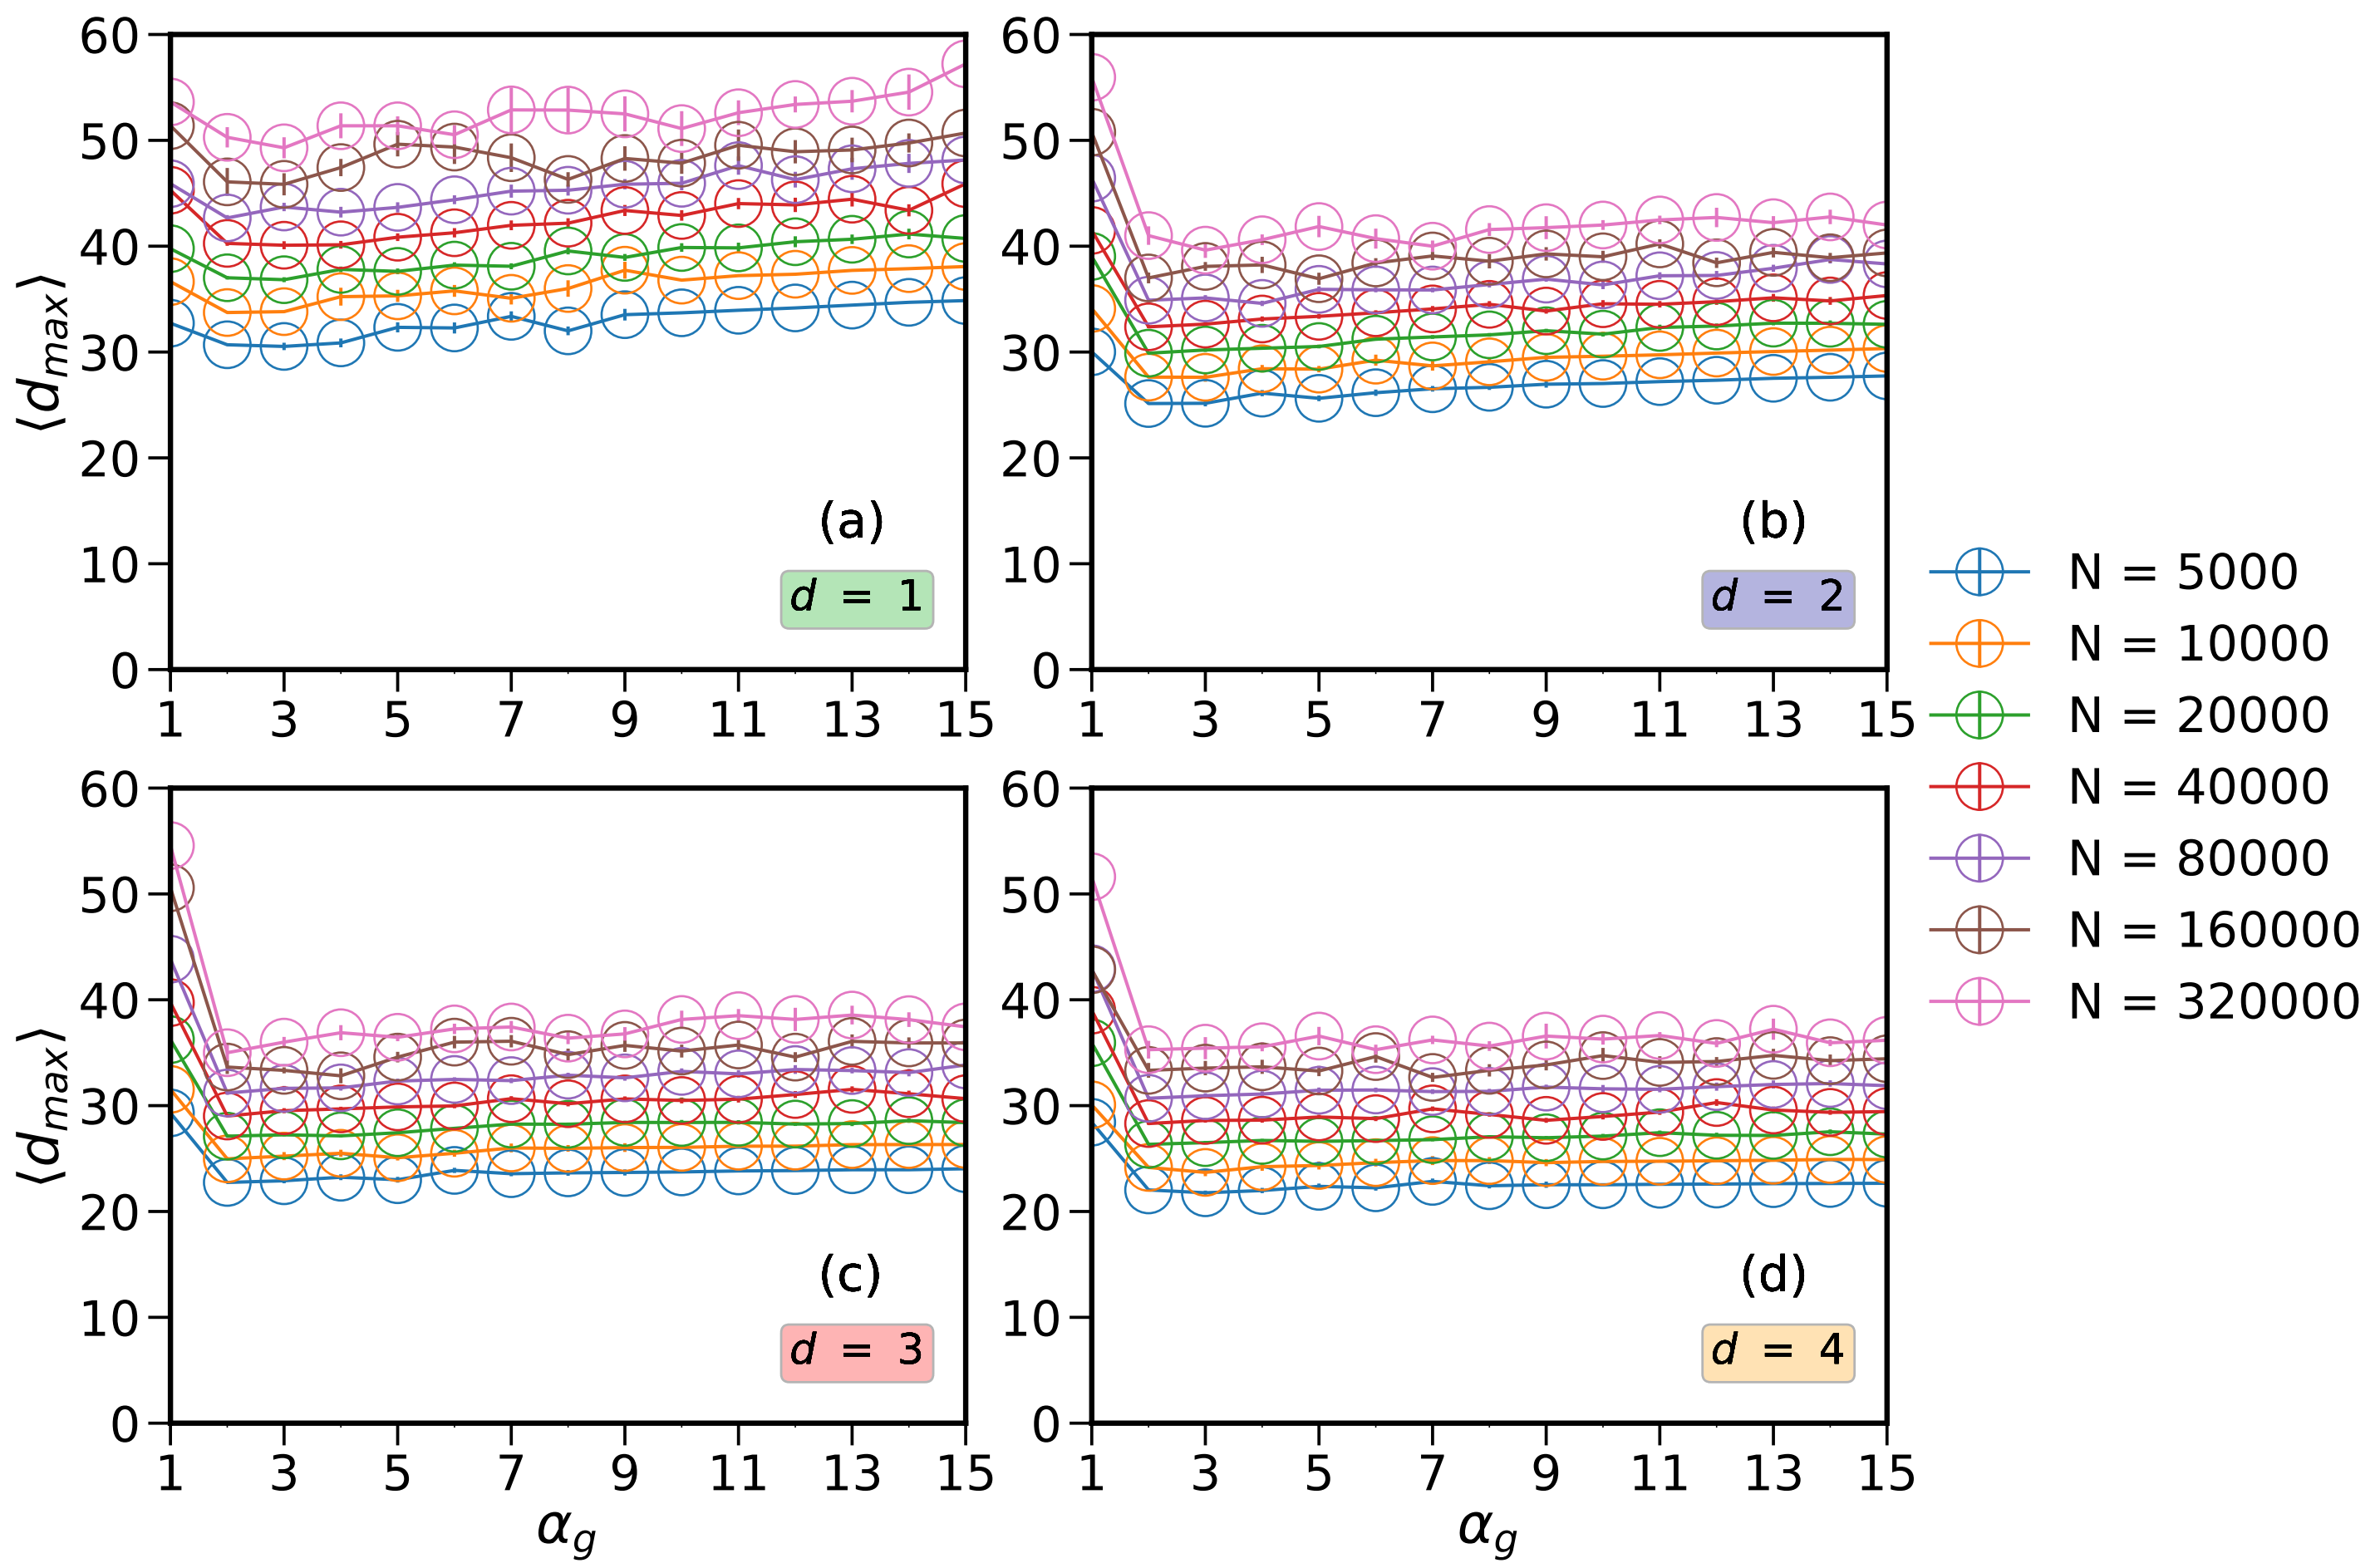 60
50
40
30
20
10
0
⟨d_max⟩
1 3 5 7 9 11 13 15
(a)
d = 1
60
50
40
30
20
10
0
1 3 5 7 9 11 13 15
(b)
d = 2
N = 5000
N = 10000
N = 20000
N = 40000
N = 80000
N = 160000
N = 320000
60
50
40
30
20
10
0
⟨d_max⟩
1 3 5 7 9 11 13 15
α_g
(c)
d = 3
60
50
40
30
20
10
0
1 3 5 7 9 11 13 15
α_g
(d)
d = 4